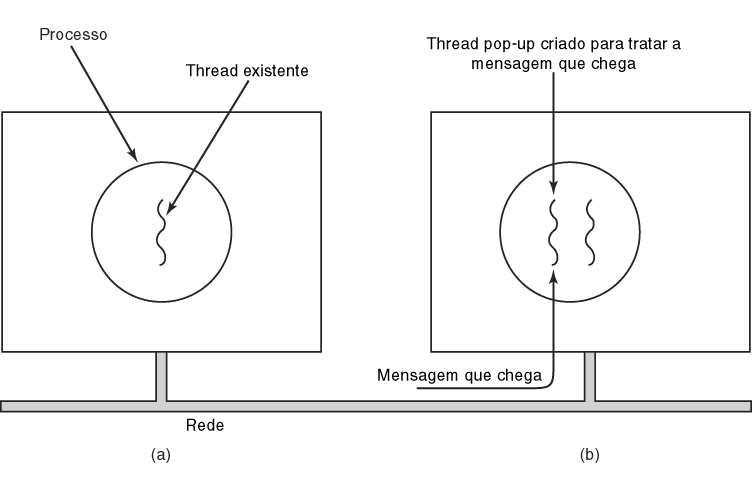 Processo
Thread existente
Thread pop-up criado para tratar a
mensagem que chega
Mensagem que chega
Rede
(a)
(b)